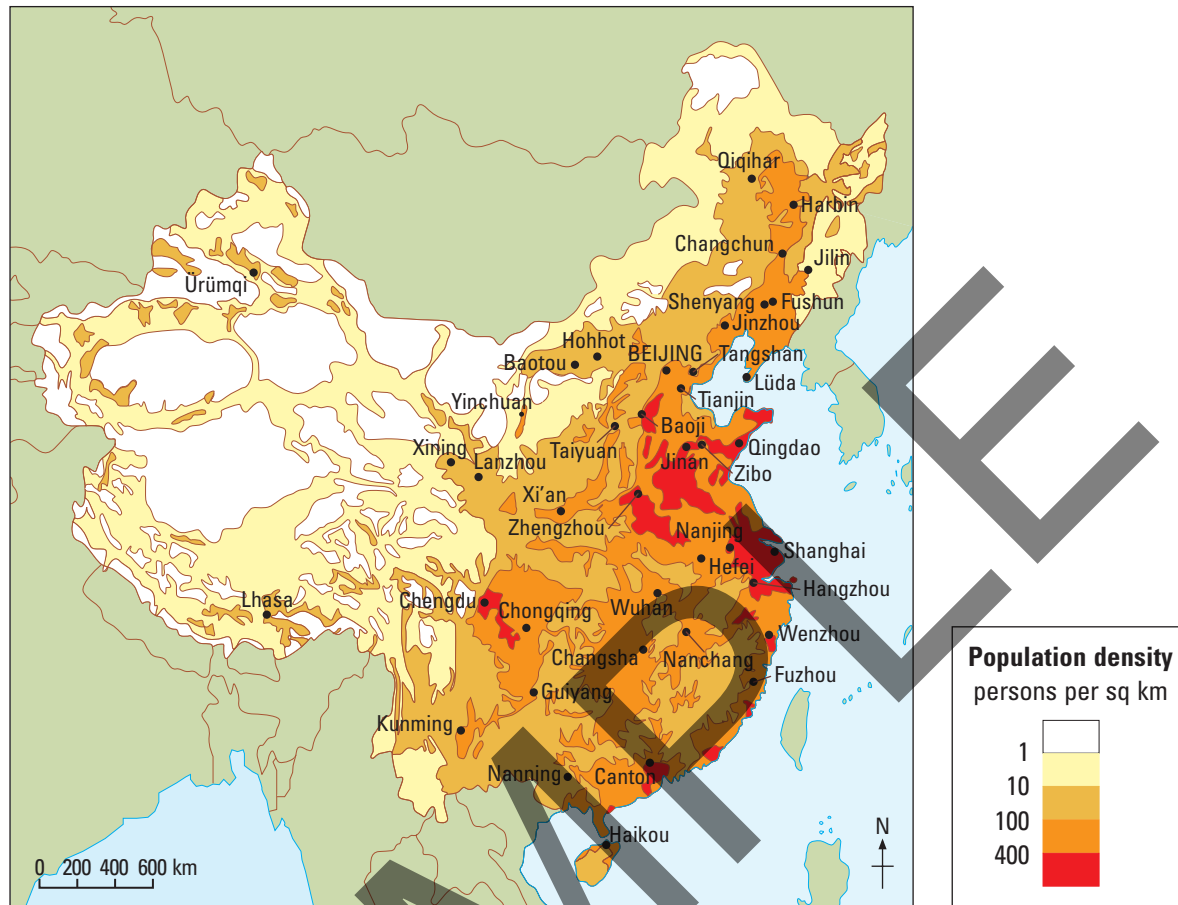 Qiqihar
Harbin
Changchun
Jilin
Ürümqi
Shenyang
Fushun
Jinzhou
Hohhot
BEIJING
Tangshan
Baotou
Lüda
Tianjin
Yinchuan
Baoji
Taiyuan
Qingdao
Xining
Jinan
Lanzhou
Zibo
Xi'an
Zhengzhou
Nanjing
Shanghai
Hefei
Hangzhou
Lhasa
Chengdu
Chongqing
Wuhan
Wenzhou
Changsha
Nanchang
Fuzhou
Guiyang
Kunming
Nanning
Canton
Haikou
0 200 400 600 km
N
Population density
persons per sq km
1
10
100
400
MPLE